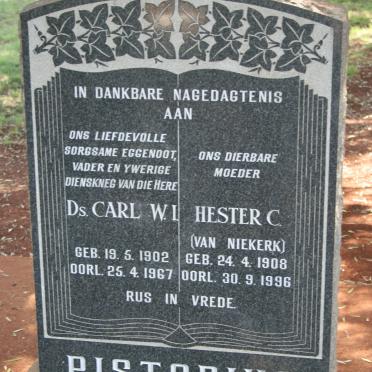 IN DANKBARE NAGEDAGTENIS
AAN
ONS LIEFDEVOLLE
SORGSAME EGGENOOT,
VADER EN YWERIGE
DIENSKNEG VAN DIE HERE
Ds. CARL W.I.
GEB. 19. 5. 1902
OORL. 25. 4. 1967
ONS DIERBARE
MOEDER
HESTER C.
(VAN NIEKERK)
GEB. 24. 4. 1908
OORL. 30. 9. 1996
RUS IN VREDE.